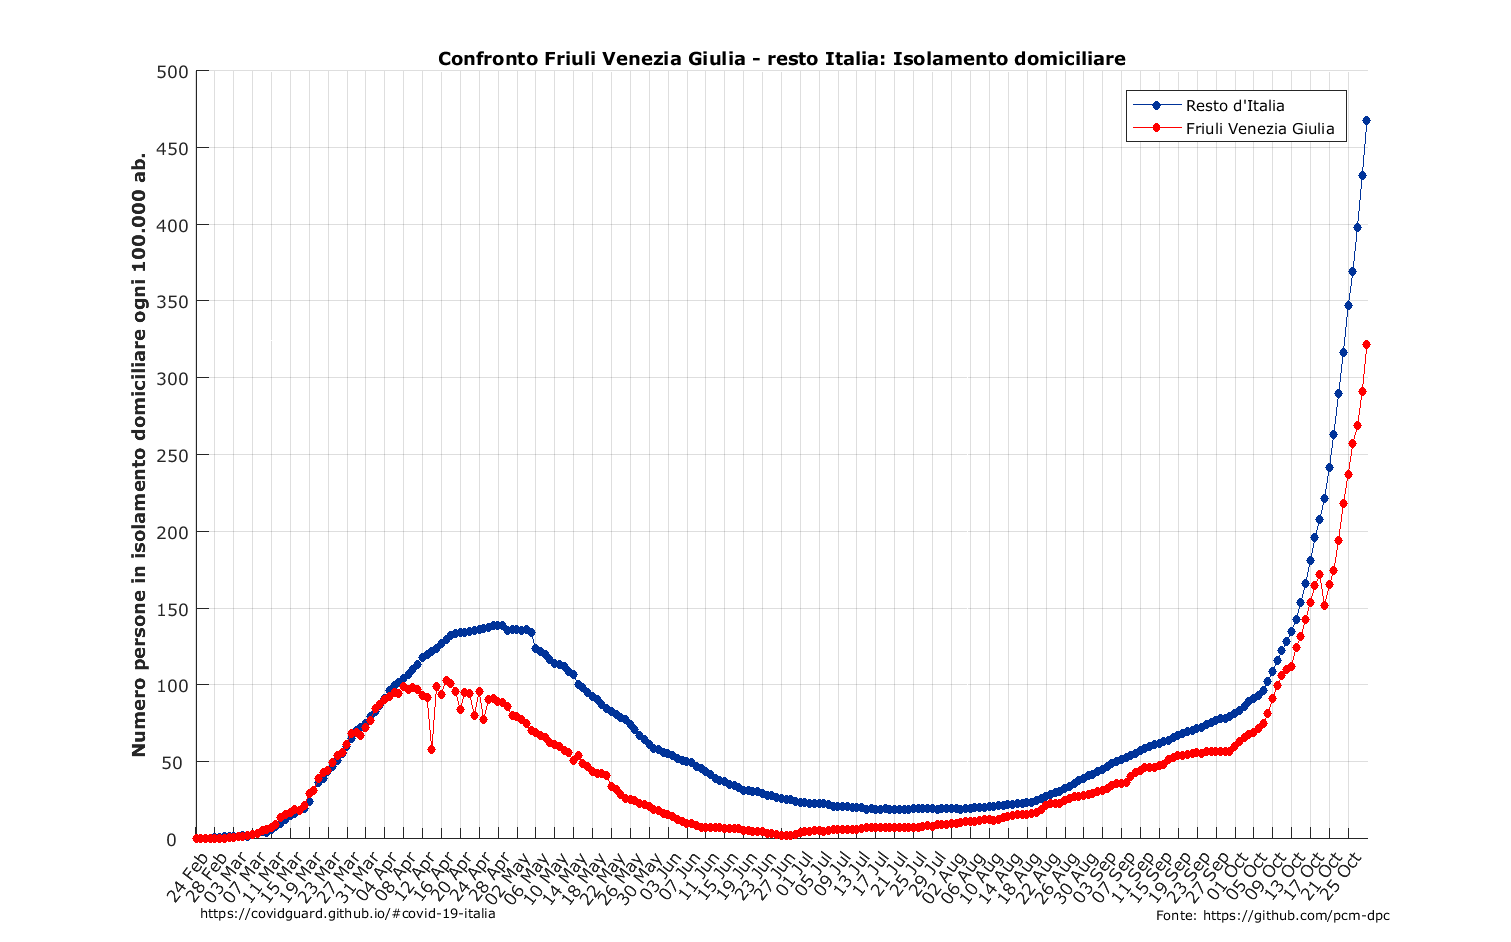 Confronto Friuli Venezia Giulia - resto Italia: Isolamento domiciliare
Resto d'Italia
Friuli Venezia Giulia
Numero persone in isolamento domiciliare ogni 100.000 ab.
500
450
400
350
300
250
200
150
100
50
0
24 Feb
28 Feb
03 Mar
07 Mar
11 Mar
15 Mar
19 Mar
23 Mar
27 Mar
31 Mar
04 Apr
08 Apr
12 Apr
16 Apr
20 Apr
24 Apr
28 Apr
02 May
06 May
10 May
14 May
18 May
22 May
26 May
30 May
03 Jun
07 Jun
11 Jun
15 Jun
19 Jun
23 Jun
27 Jun
01 Jul
05 Jul
09 Jul
13 Jul
17 Jul
21 Jul
25 Jul
29 Jul
02 Aug
06 Aug
10 Aug
14 Aug
18 Aug
22 Aug
26 Aug
30 Aug
03 Sep
07 Sep
11 Sep
15 Sep
19 Sep
23 Sep
27 Sep
01 Oct
05 Oct
09 Oct
13 Oct
17 Oct
21 Oct
25 Oct
https://covidguard.github.io/#covid-19-italia
Fonte: https://github.com/pcm-dpc